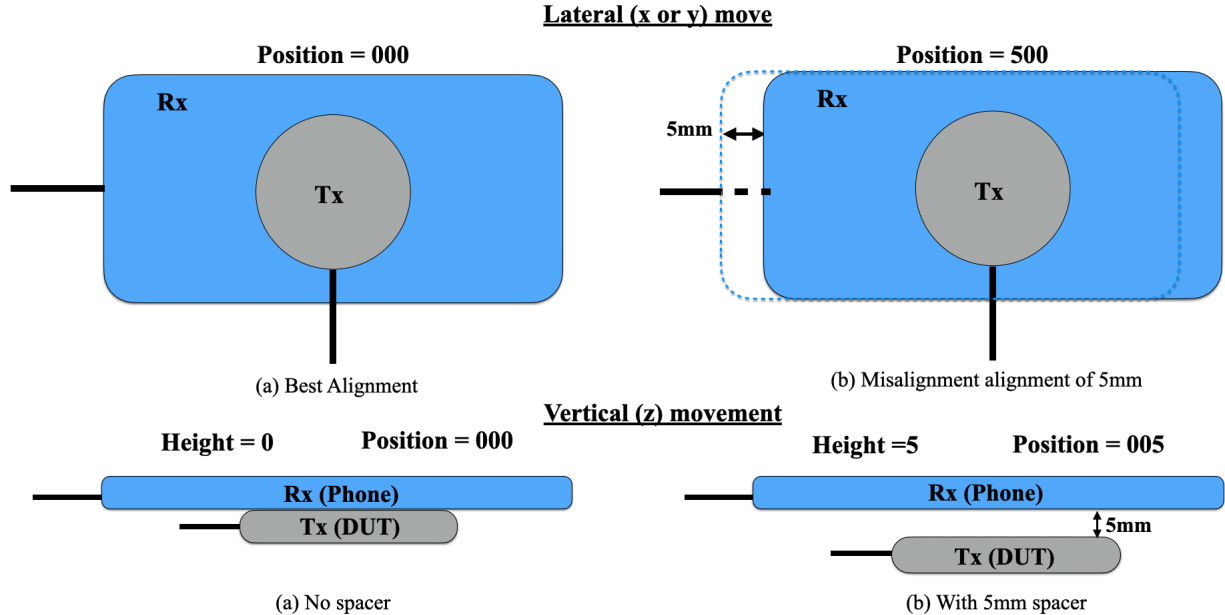 Lateral (x or y) move
Position = 000
Position = 500
Rx
Rx
5mm
Tx
Tx
(a) Best Alignment
(b) Misalignment alignment of 5mm
Vertical (z) movement
Height = 0
Position = 000
Height =5
Position = 005
Rx (Phone)
Rx (Phone)
Tx (DUT)
5mm
Tx (DUT)
(a) No spacer
(b) With 5mm spacer